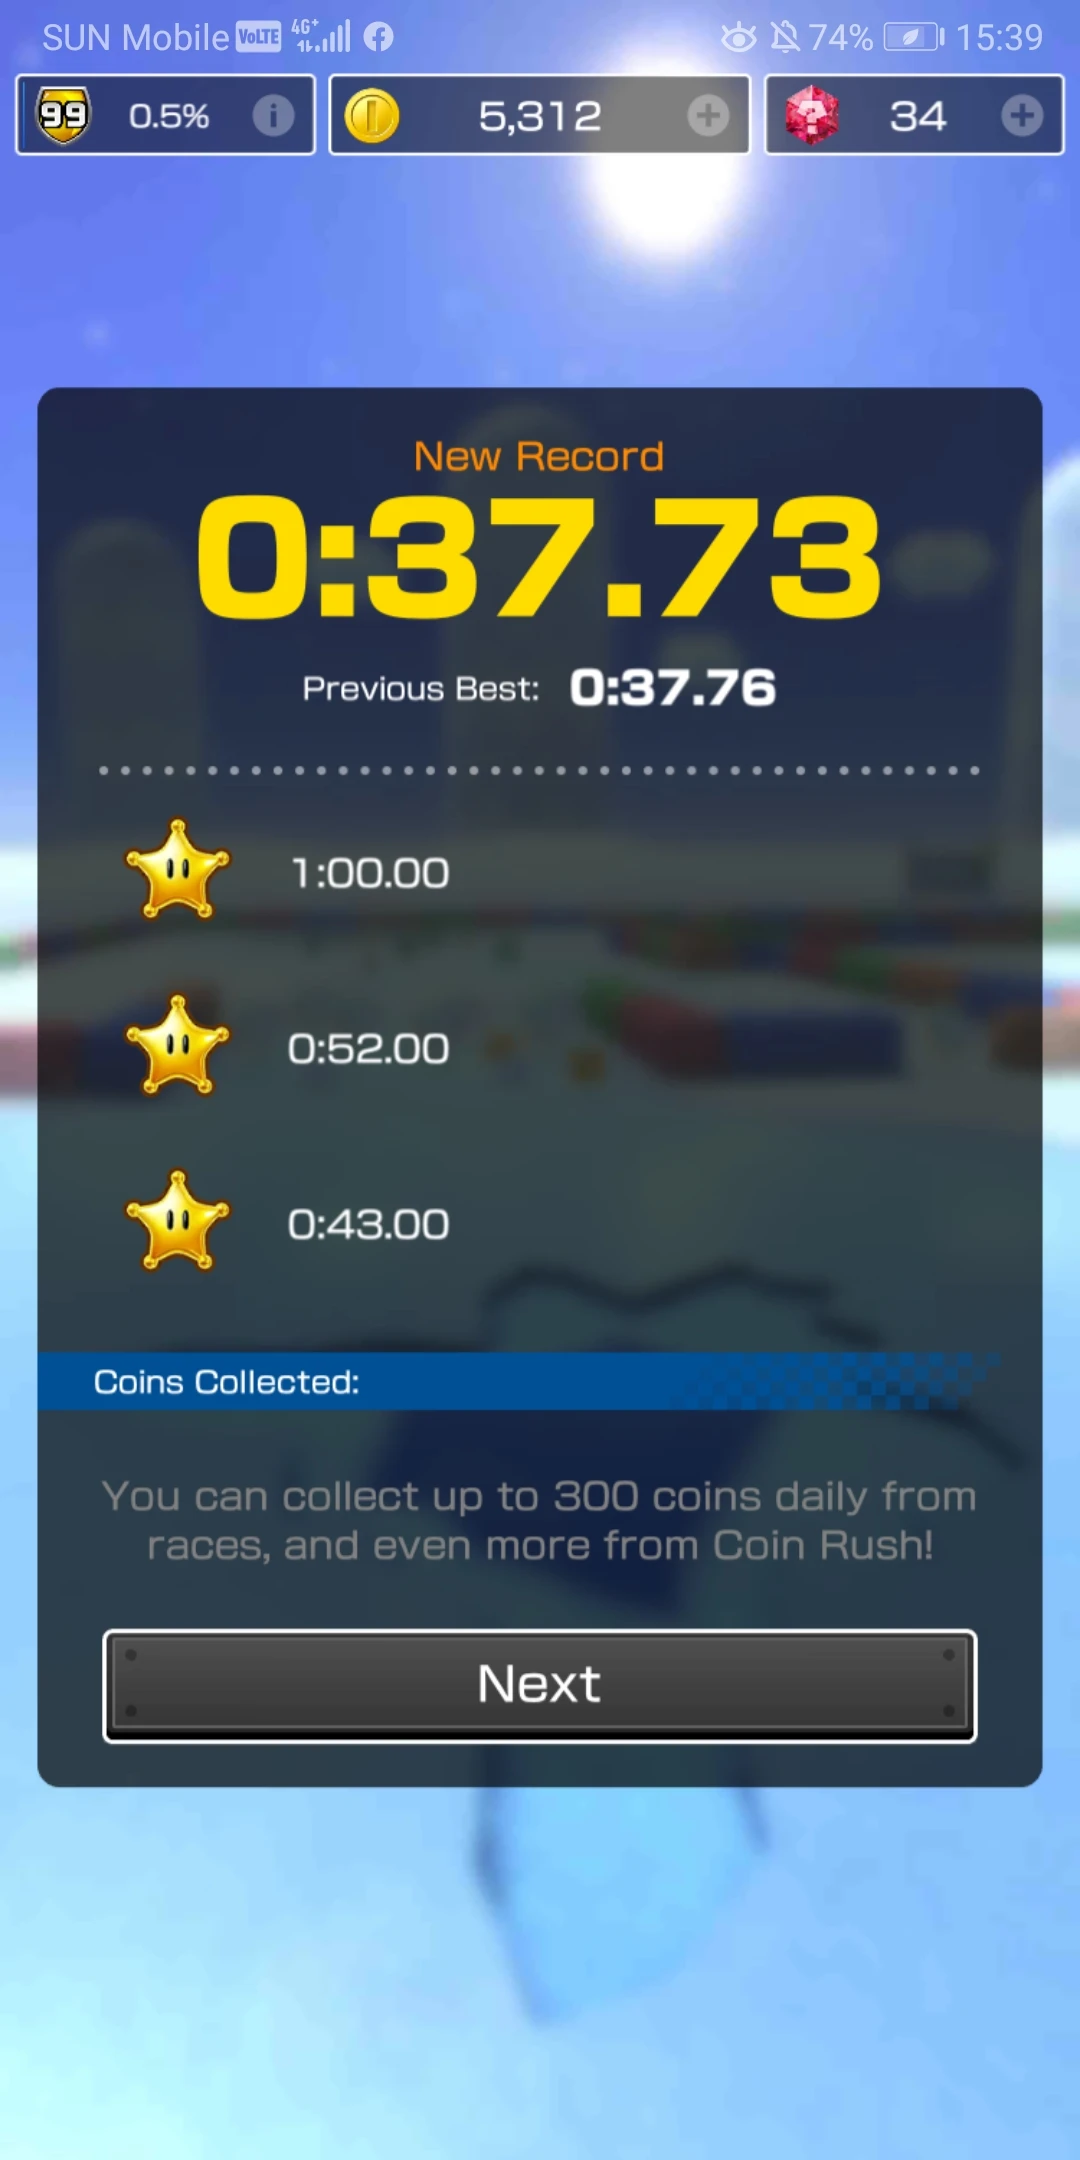 SUN Mobile VoLTE 4G+ 74% 15:39
99 0.5% i 5,312 + ? 34 +
New Record
0:37.73
Previous Best: 0:37.76
1:00.00
0:52.00
0:43.00
Coins Collected:
You can collect up to 300 coins daily from
races, and even more from Coin Rush!
Next